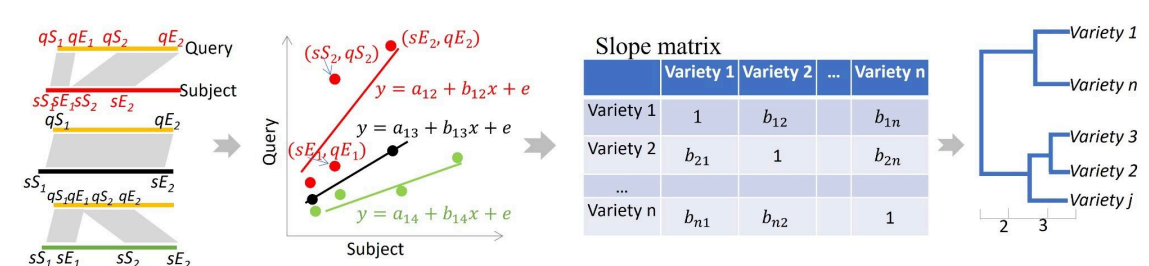 qS₁ qE₁ qS₂ qE₂
Query
Subject
sS₁ sE₁ sS₂ sE₂
qS₁ qE₂
sS₁ sE₂
qS₁ qE₁ qS₂ qE₂
sS₁ sE₁ sS₂ sE₂
Query
(sE₂, qE₂)
(sS₂, qS₂)
y = a₁₂ + b₁₂x + e
y = a₁₃ + b₁₃x + e
(sE₁, qE₁)
y = a₁₄ + b₁₄x + e
Subject
Slope matrix
Variety 1 Variety 2 ... Variety n
Variety 1 1 b₁₂ b₁ₙ
Variety 2 b₂₁ 1 b₂ₙ
...
Variety n bₙ₁ bₙ₂ 1
Variety 1
Variety n
Variety 3
Variety 2
Variety j
2 3